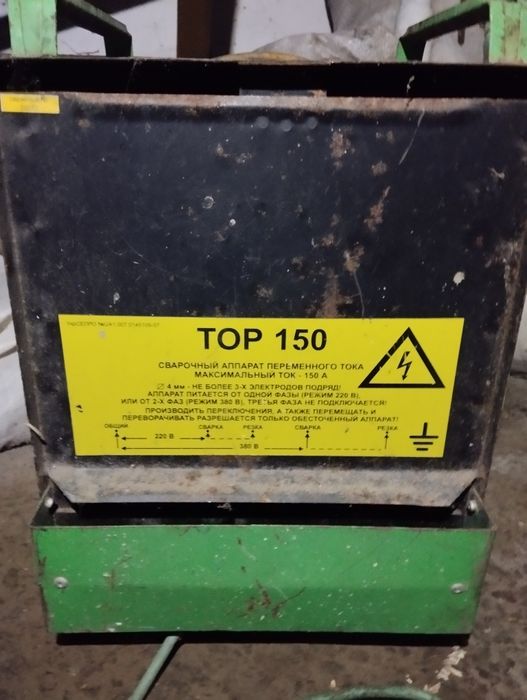 ТОР 150
СВАРОЧНЫЙ АППАРАТ ПЕРЕМЕННОГО ТОКА
МАКСИМАЛЬНЫЙ ТОК - 150 А
∅ 4 мм - НЕ БОЛЕЕ 3-Х ЭЛЕКТРОДОВ ПОДРЯД!
АППАРАТ ПИТАЕТСЯ ОТ ОДНОЙ ФАЗЫ (РЕЖИМ 220 В),
ИЛИ ОТ 2-Х ФАЗ (РЕЖИМ 380 В), ТРЕТЬЯ ФАЗА НЕ ПОДКЛЮЧАЕТСЯ!
ПРОИЗВОДИТЬ ПЕРЕКЛЮЧЕНИЯ, А ТАКЖЕ ПЕРЕМЕЩАТЬ И
ПЕРЕВОРАЧИВАТЬ РАЗРЕШАЕТСЯ ТОЛЬКО ОБЕСТОЧЕННЫЙ АППАРАТ!
ОБЩИЙ СВАРКА РЕЗКА СВАРКА РЕЗКА
220 В
380 В